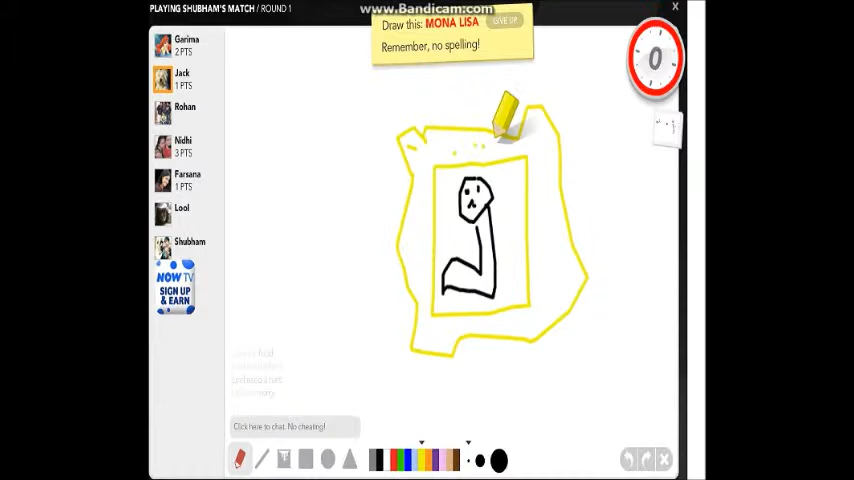 PLAYING SHUBHAM'S MATCH / ROUND 1
www.Bandicam.com
X
Draw this: MONA LISA
GIVE UP
Remember, no spelling!
0
Garima
2 PTS
Jack
1 PTS
Rohan
Nidhi
3 PTS
Farsana
1 PTS
Lool
Shubham
NOW TV
SIGN UP
& EARN
food
Click here to chat. No cheating!
T